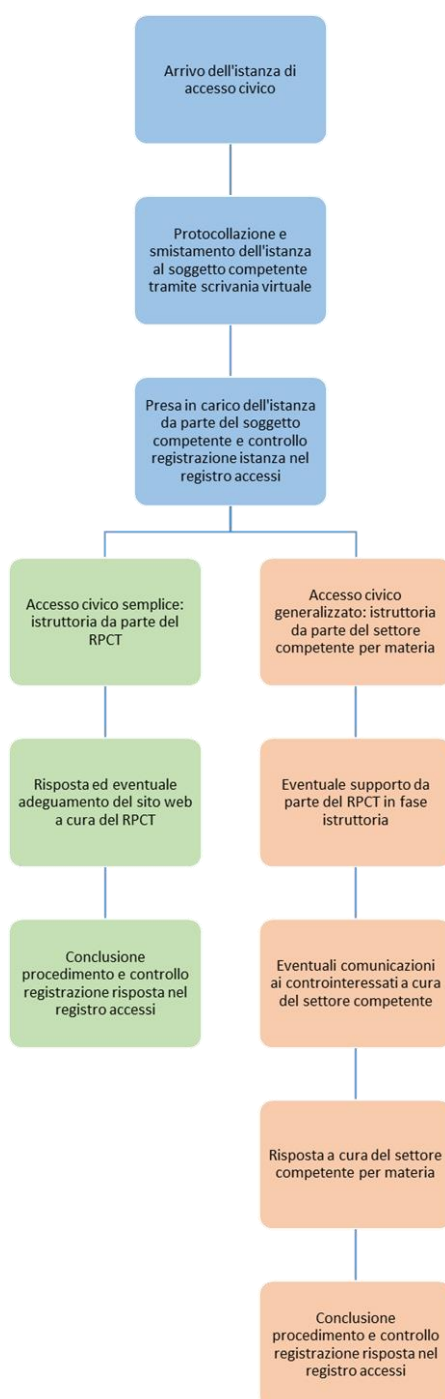 Arrivo dell'istanza di
accesso civico
Protocollazione e
smistamento dell'istanza
al soggetto competente
tramite scrivania virtuale
Presa in carico dell'istanza
da parte del soggetto
competente e controllo
registrazione istanza nel
registro accessi
Accesso civico semplice:
istruttoria da parte del
RPCT
Risposta ed eventuale
adeguamento del sito web
a cura del RPCT
Conclusione
procedimento e controllo
registrazione risposta nel
registro accessi
Accesso civico
generalizzato: istruttoria
da parte del settore
competente per materia
Eventuale supporto da
parte del RPCT in fase
istruttoria
Eventuali comunicazioni
ai controinteressati a cura
del settore competente
Risposta a cura del settore
competente per materia
Conclusione
procedimento e controllo
registrazione risposta nel
registro accessi